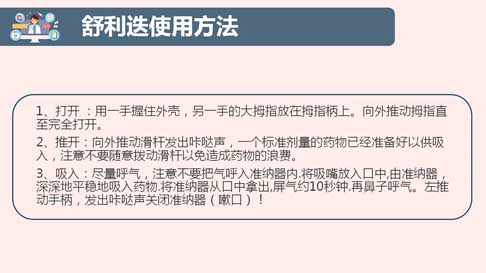 舒利迭使用方法
1、打开 ：用一手握住外壳，另一手的大拇指放在拇指柄上。向外推动拇指直
至完全打开。
2、推开：向外推动滑杆发出咔哒声，一个标准剂量的药物已经准备好以供吸
入，注意不要随意拨动滑杆以免造成药物的浪费。
3、吸入：尽量呼气，注意不要把气呼入准纳器内.将吸嘴放入口中,由准纳器，
深深地平稳地吸入药物.将准纳器从口中拿出,屏气约10秒钟.再鼻子呼气。左推
动手柄，发出咔哒声关闭准纳器（嗽口）！